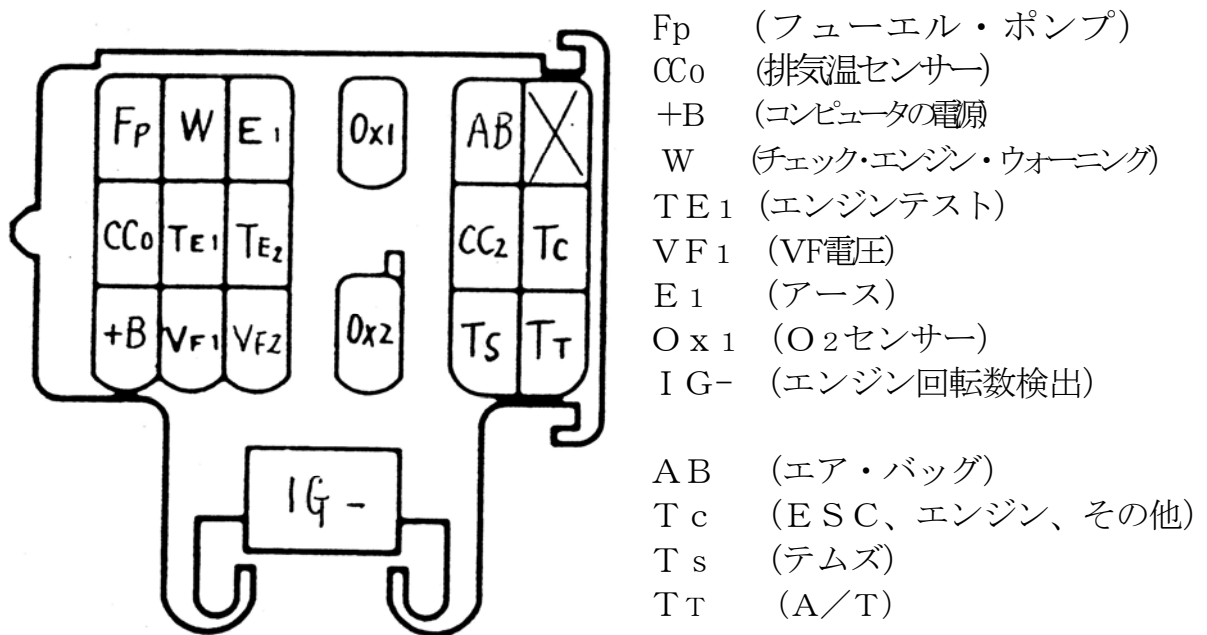 Fp W E1 Ox1 AB
CCo TE1 TE2 CC2 Tc
+B VF1 VF2 Ox2 Ts TT
IG -
Fp (フューエル・ポンプ)
CCo (排気温センサー)
+B (コンピュータの電源)
W (チェック・エンジン・ウォーニング)
TE1 (エンジンテスト)
VF1 (VF電圧)
E1 (アース)
Ox1 (O2センサー)
IG- (エンジン回転数検出)
AB (エア・バッグ)
Tc (ESC、エンジン、その他)
Ts (テムズ)
TT (A/T)